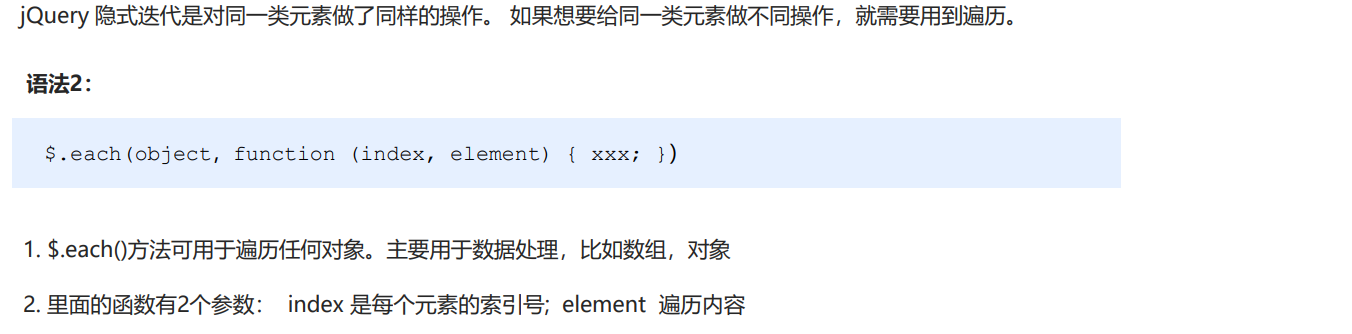 jQuery 隐式迭代是对同一类元素做了同样的操作。 如果想要给同一类元素做不同操作，就需要用到遍历。
语法2：
$.each(object, function (index, element) { xxx; })
1. $.each()方法可用于遍历任何对象。主要用于数据处理，比如数组，对象
2. 里面的函数有2个参数： index 是每个元素的索引号; element 遍历内容